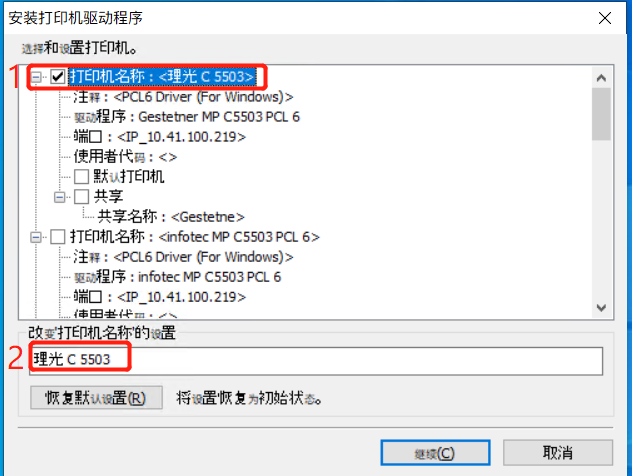 安装打印机驱动程序
选择和设置打印机。
1 打印机名称 : <理光 C 5503>
注释 : <PCL6 Driver (For Windows)>
驱动程序 : Gestetner MP C5503 PCL 6
端口 : <IP_10.41.100.219>
使用者代码 : <>
默认打印机
共享
共享名称 : <Gestetne>
打印机名称 : <infotec MP C5503 PCL 6>
注释 : <PCL6 Driver (For Windows)>
驱动程序 : infotec MP C5503 PCL 6
端口 : <IP_10.41.100.219>
使用者代码 : <>
改变'打印机名称'的设置
2 理光 C 5503
恢复默认设置(R) 将设置恢复为初始状态。
继续(C) 取消